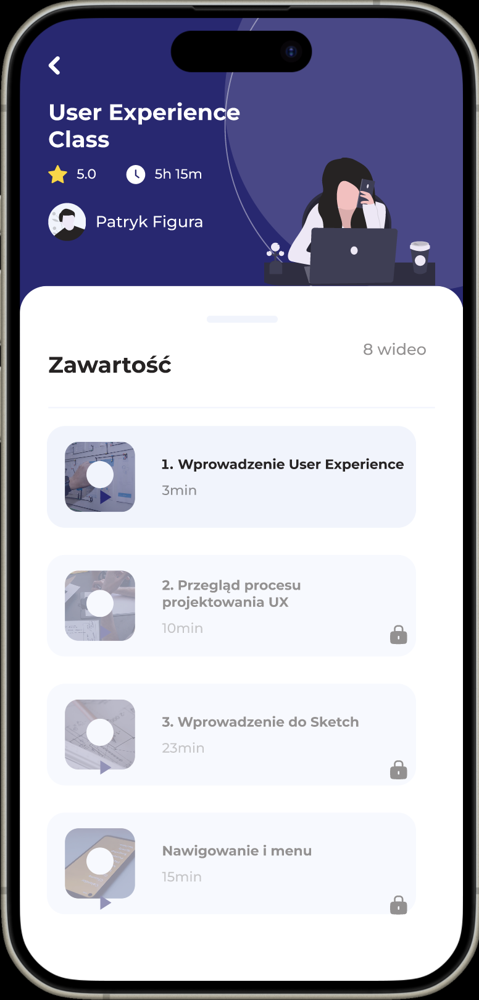 User Experience
Class
5.0
5h 15m
Patryk Figura
8 wideo
Zawartość
1. Wprowadzenie User Experience
3min
2. Przegląd procesu
projektowania UX
10min
3. Wprowadzenie do Sketch
23min
Nawigowanie i menu
15min